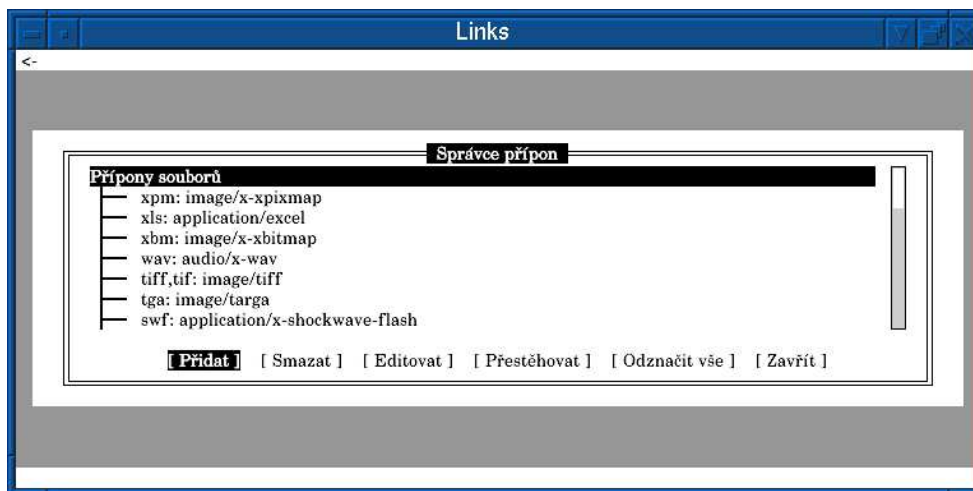 Links
<-
Správce přípon
Přípony souborů
xpm: image/x-xpixmap
xls: application/excel
xbm: image/x-xbitmap
wav: audio/x-wav
tiff,tif: image/tiff
tga: image/targa
swf: application/x-shockwave-flash
[ Přidat ] [ Smazat ] [ Editovat ] [ Přestěhovat ] [ Odznačit vše ] [ Zavřít ]